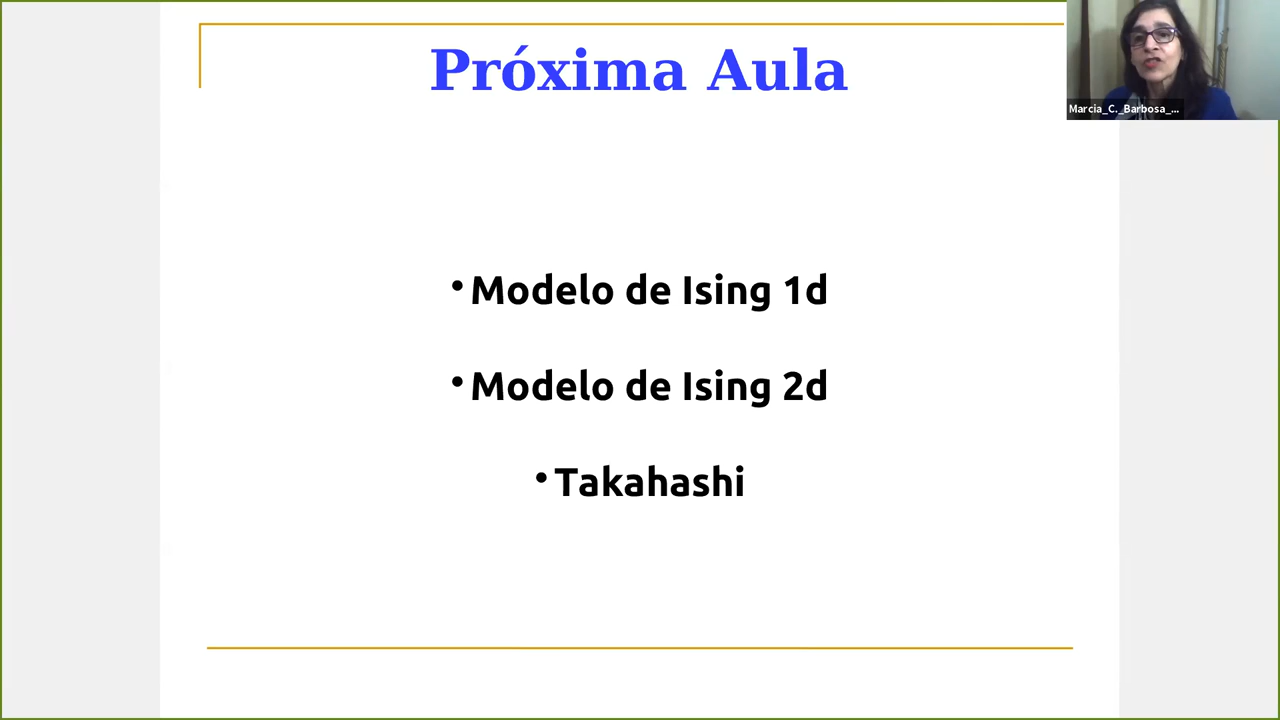 Próxima Aula
Marcia_C._Barbosa_...
•Modelo de Ising 1d
•Modelo de Ising 2d
•Takahashi